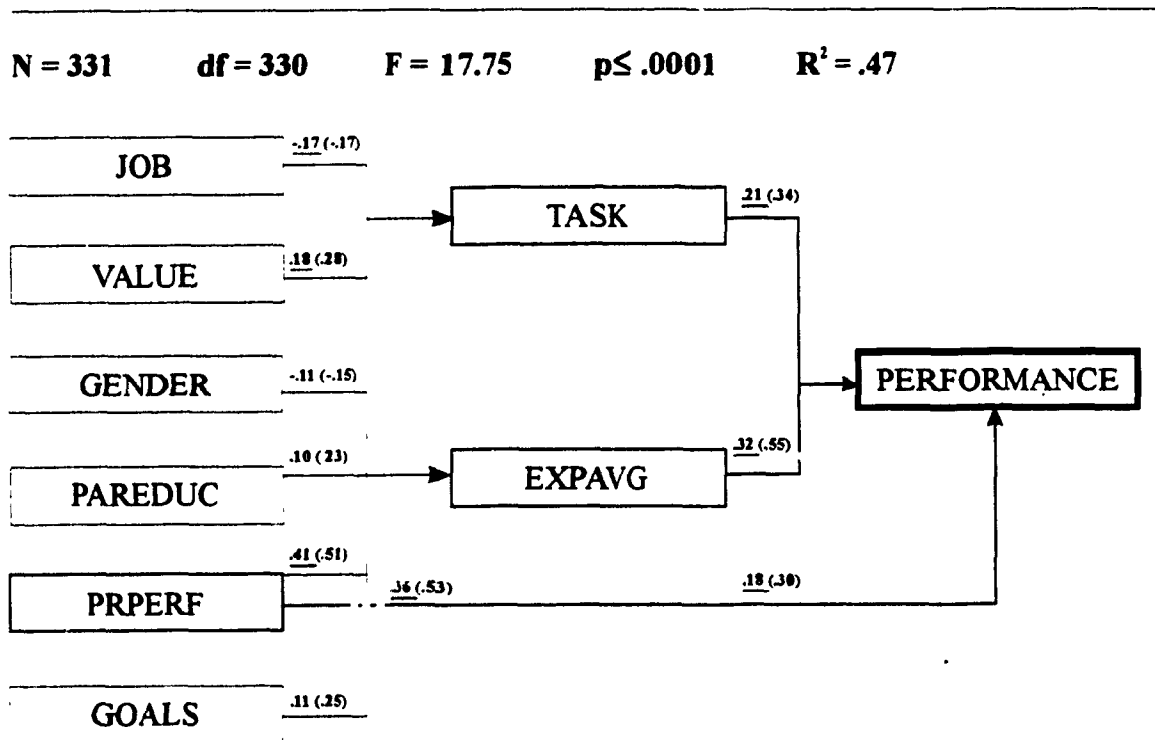 N = 331 df = 330 F = 17.75 p≤ .0001 R² = .47
-.17 (-.17)
JOB
.21 (.34)
TASK
.18 (.28)
VALUE
GENDER
-.11 (-.15)
PERFORMANCE
.10 (23)
.32 (.55)
PAREDUC
EXPAVG
.41 (.51)
PRPERF
.36 (.53)
.18 (.30)
GOALS
.11 (.25)